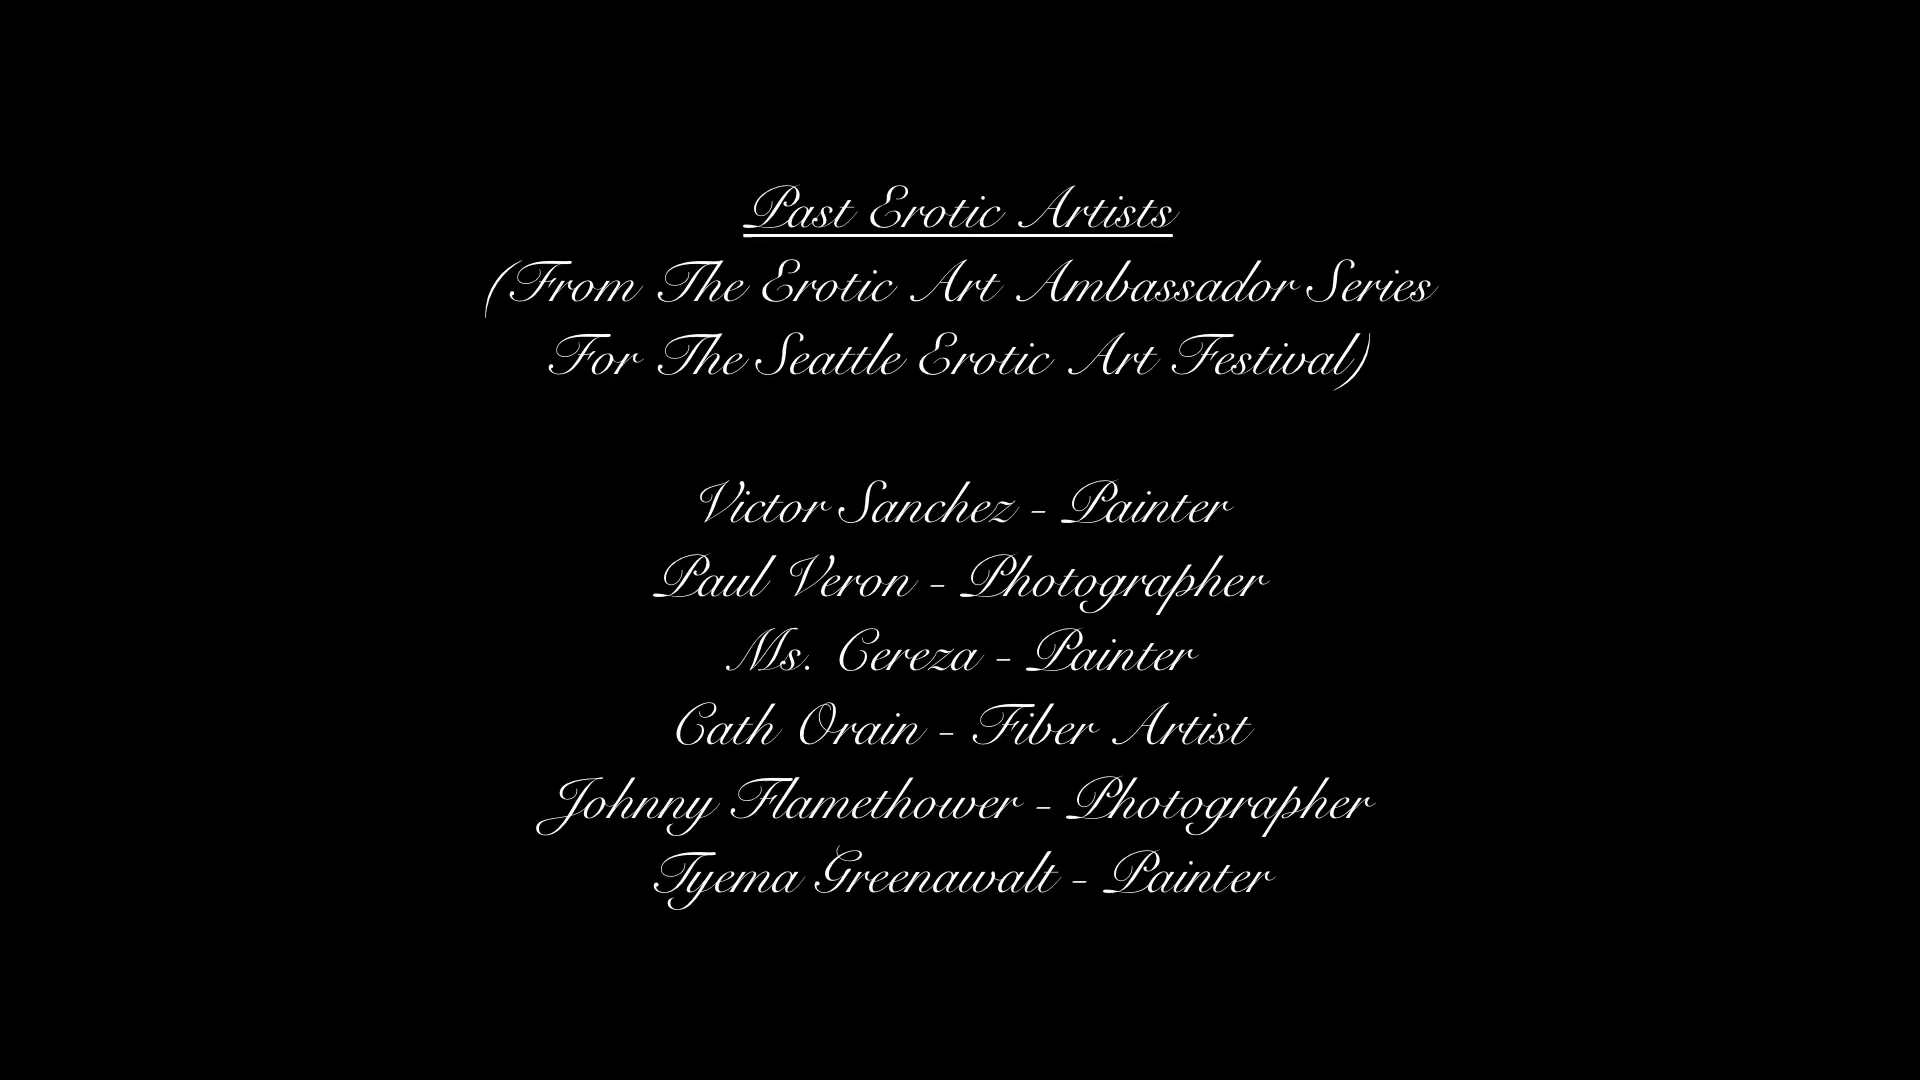 Past Erotic Artists
(From The Erotic Art Ambassador Series
For The Seattle Erotic Art Festival)
Victor Sanchez - Painter
Paul Veron - Photographer
Ms. Cereza - Painter
Cath Orain - Fiber Artist
Johnny Flamethower - Photographer
Tyema Greenawalt - Painter